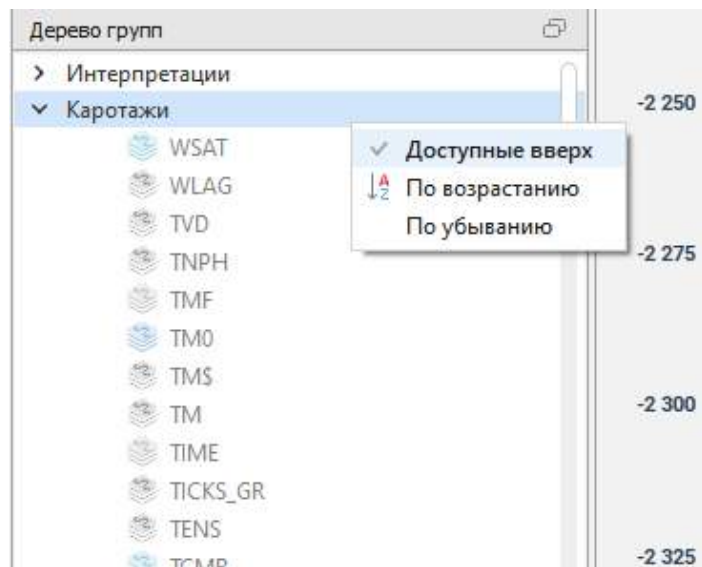 Дерево групп
Интерпретации
Каротажи
-2 250
WSAT
Доступные вверх
WLAG
По возрастанию
TVD
По убыванию
TNPH
-2 275
TMF
TM0
TM$
-2 300
TM
TIME
TICKS_GR
TENS
-2 325